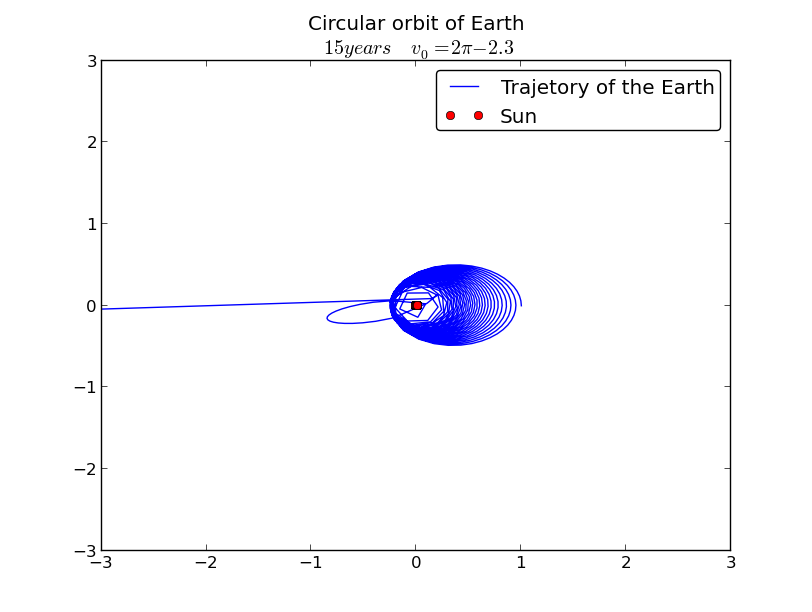 Circular orbit of Earth
15years v₀ = 2π−2.3
Trajetory of the Earth
Sun
3
2
1
0
−1
−2
−3
−3 −2 −1 0 1 2 3